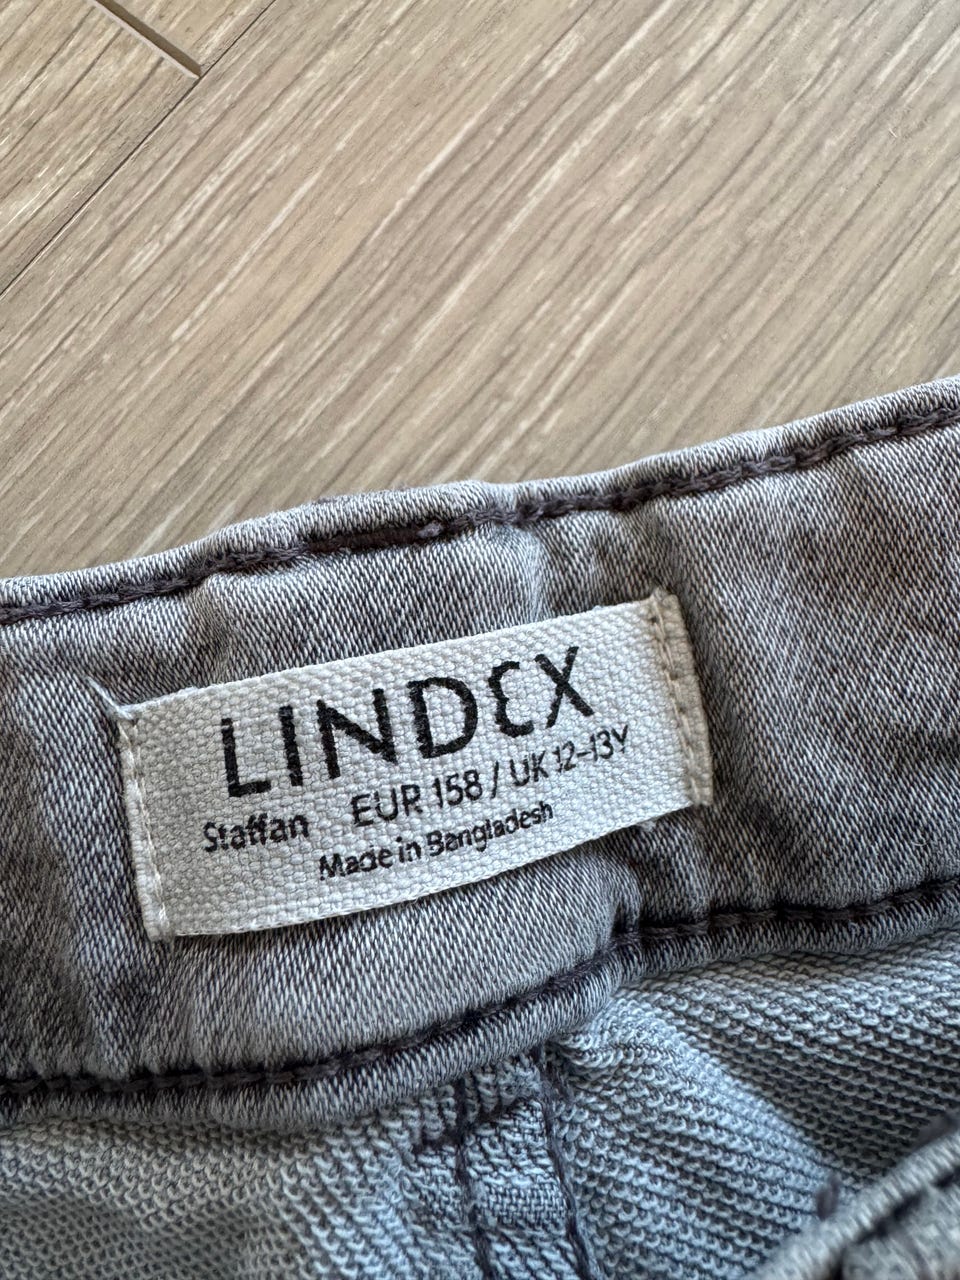 LINDEX
Staffan EUR 158 / UK 12–13Y
Made in Bangladesh